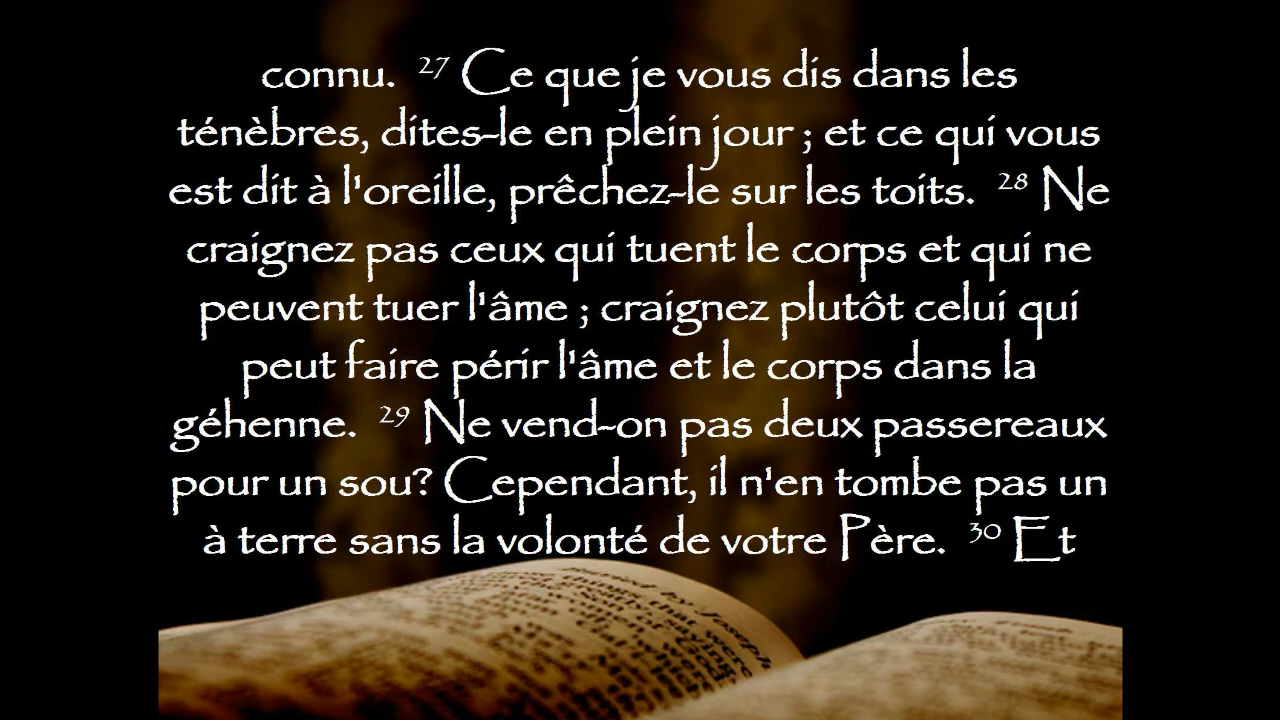 connu. 27 Ce que je vous dis dans les
ténèbres, dites-le en plein jour ; et ce qui vous
est dit à l'oreille, prêchez-le sur les toits. 28 Ne
craignez pas ceux qui tuent le corps et qui ne
peuvent tuer l'âme ; craignez plutôt celui qui
peut faire périr l'âme et le corps dans la
géhenne. 29 Ne vend-on pas deux passereaux
pour un sou? Cependant, il n'en tombe pas un
à terre sans la volonté de votre Père. 30 Et